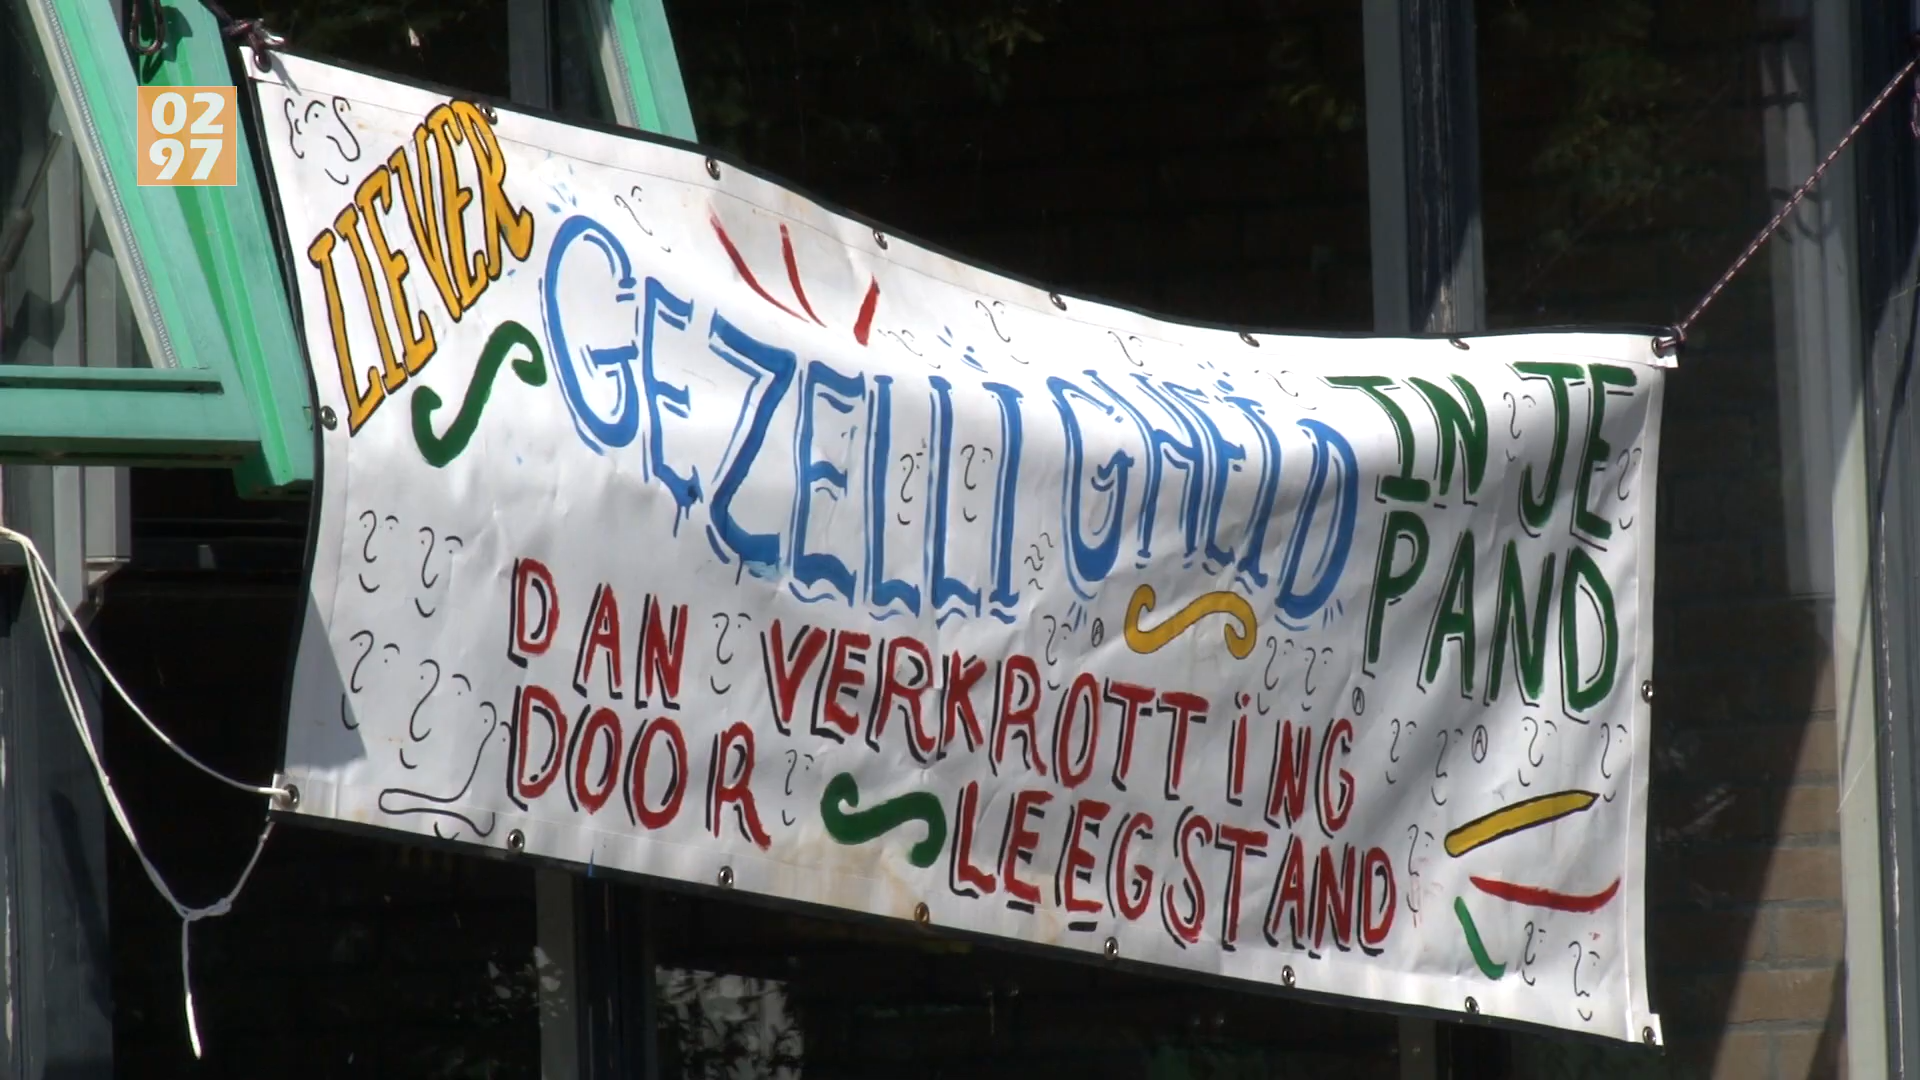 02
97
LIEVER
GEZELLIGHEID
IN JE
PAND
DAN VERKROTTiNG
DOOR LEEGSTAND